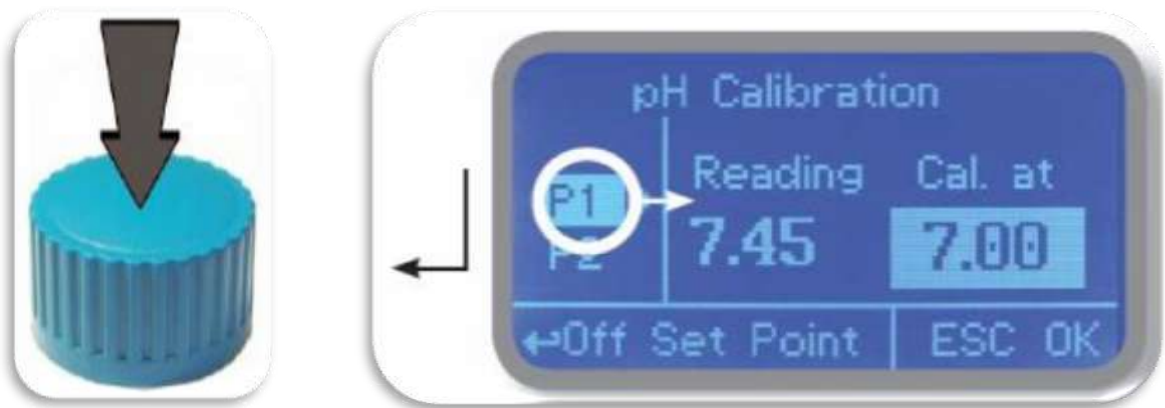 pH Calibration
Reading Cal. at
P1
7.45 7.00
P2
↵Off Set Point ESC OK